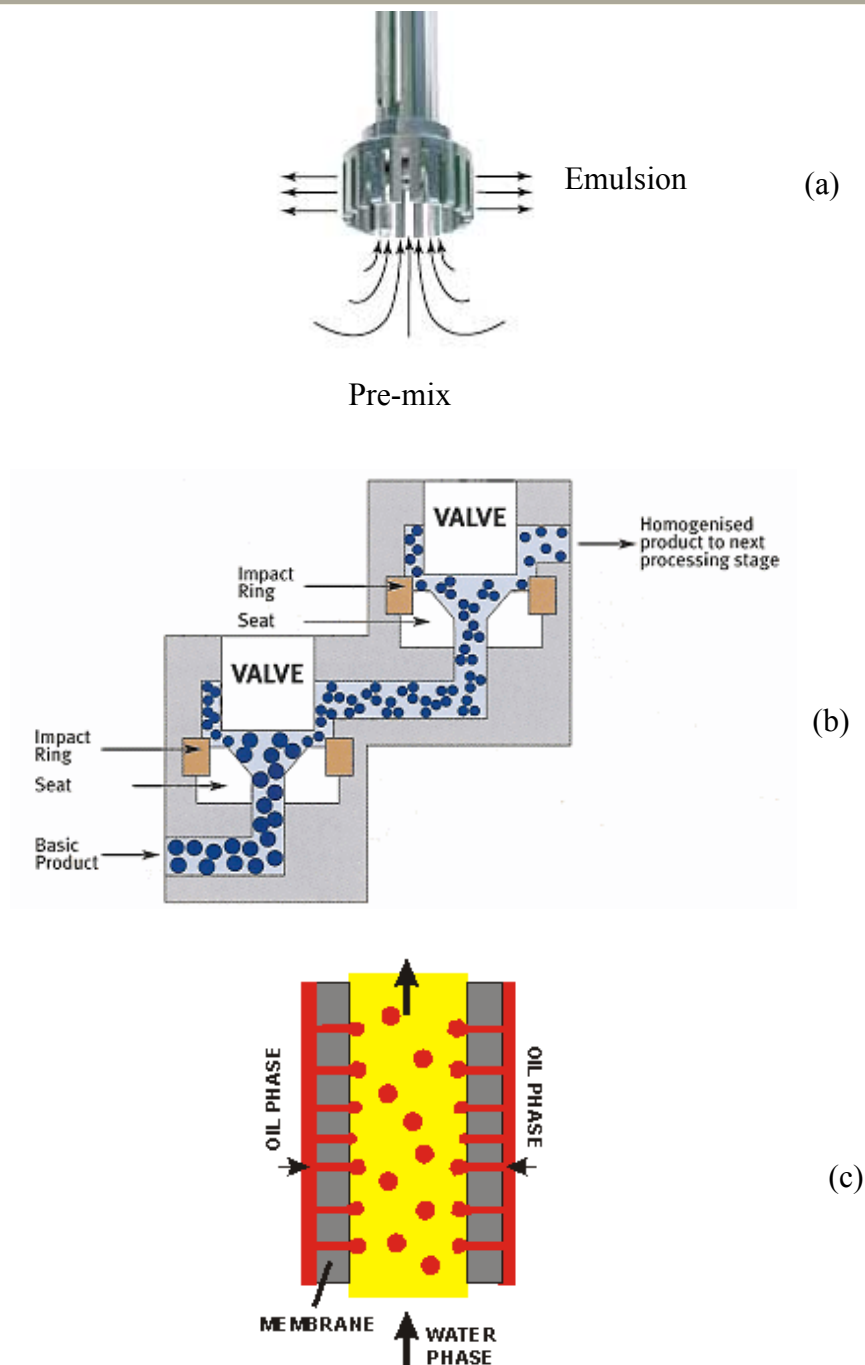 Emulsion
(a)
Pre-mix
VALVE
Homogenised
product to next
processing stage
Impact
Ring
Seat
VALVE
(b)
Impact
Ring
Seat
Basic
Product
OIL PHASE
OIL PHASE
(c)
MEMBRANE
WATER
PHASE